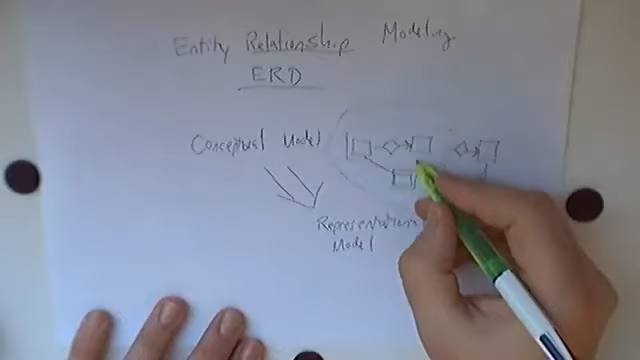 Entity Relationship Modeling
ERD
Conceptual Model
Representation
Model